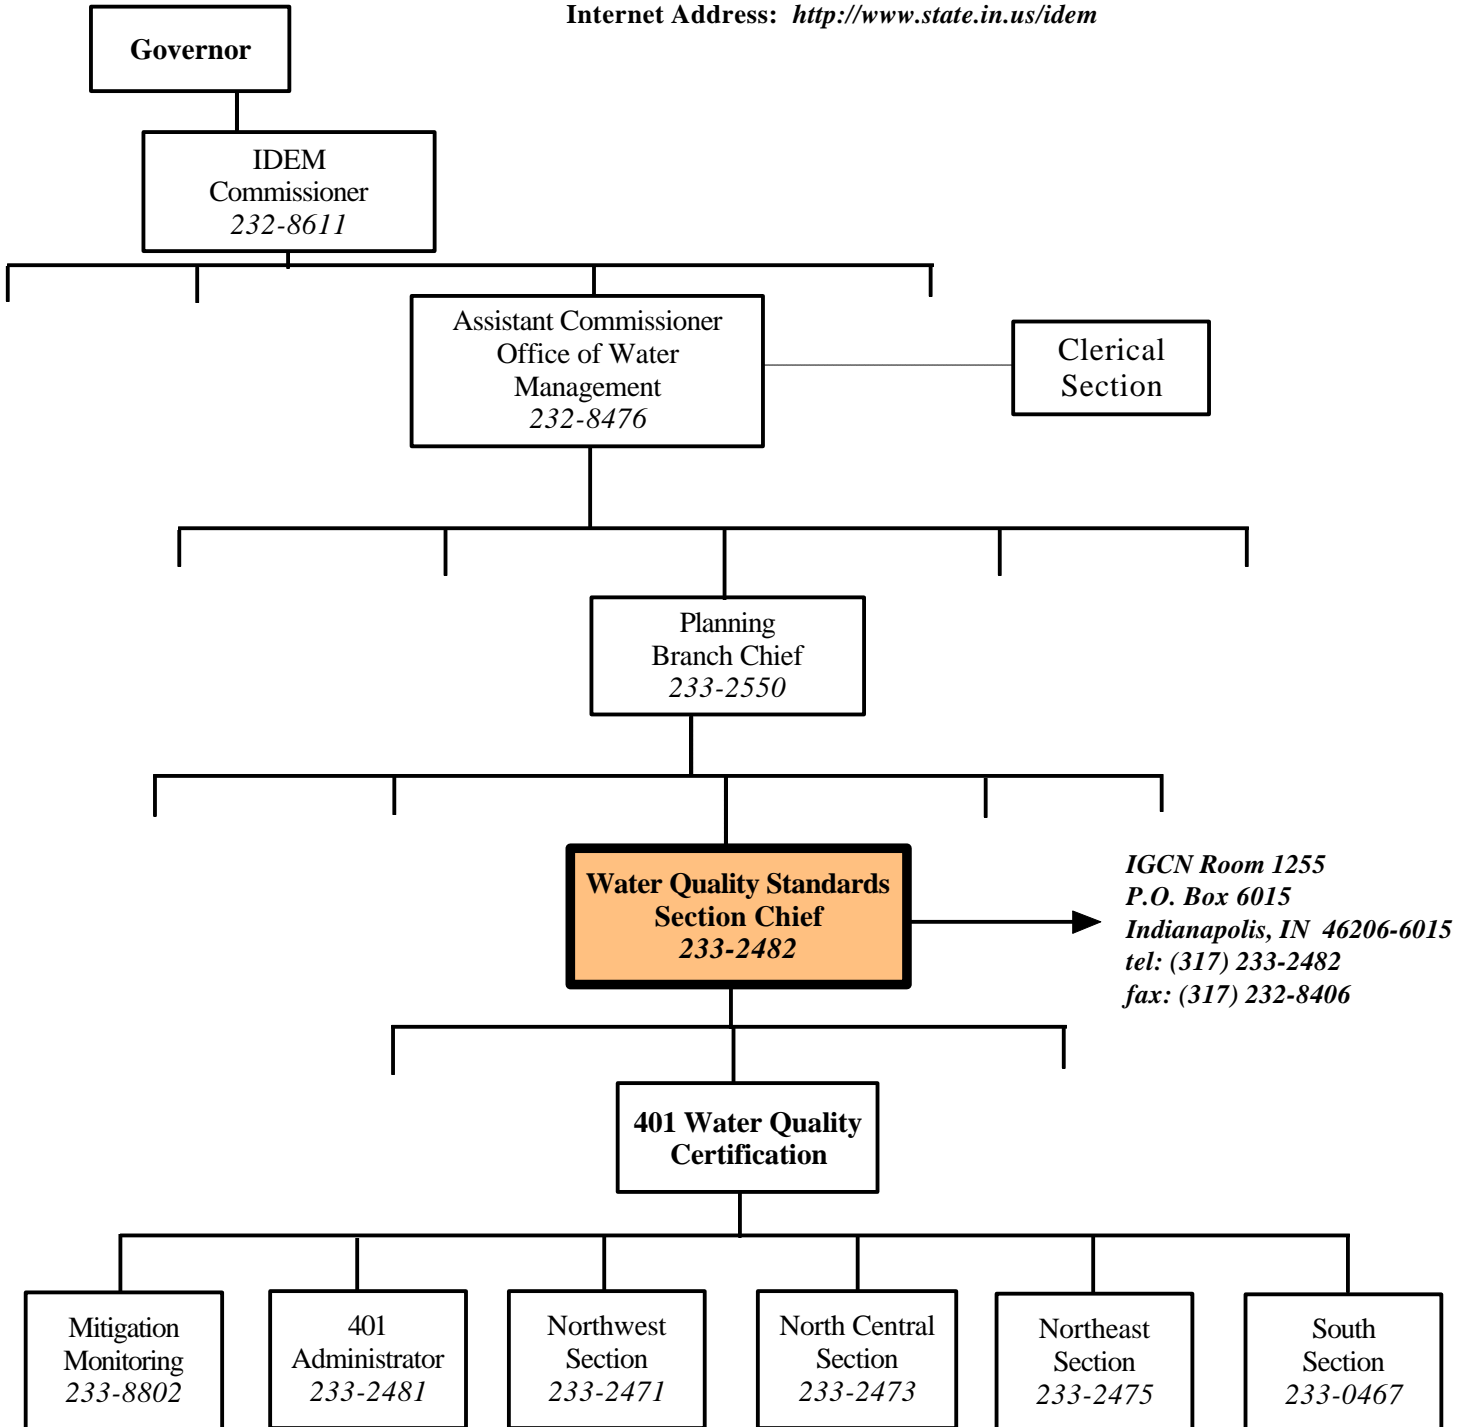 Internet Address: http://www.state.in.us/idem
Governor
IDEM
Commissioner
232-8611
Assistant Commissioner
Office of Water
Management
232-8476
Clerical
Section
Planning
Branch Chief
233-2550
Water Quality Standards
Section Chief
233-2482
IGCN Room 1255
P.O. Box 6015
Indianapolis, IN 46206-6015
tel: (317) 233-2482
fax: (317) 232-8406
401 Water Quality
Certification
Mitigation
Monitoring
233-8802
401
Administrator
233-2481
Northwest
Section
233-2471
North Central
Section
233-2473
Northeast
Section
233-2475
South
Section
233-0467